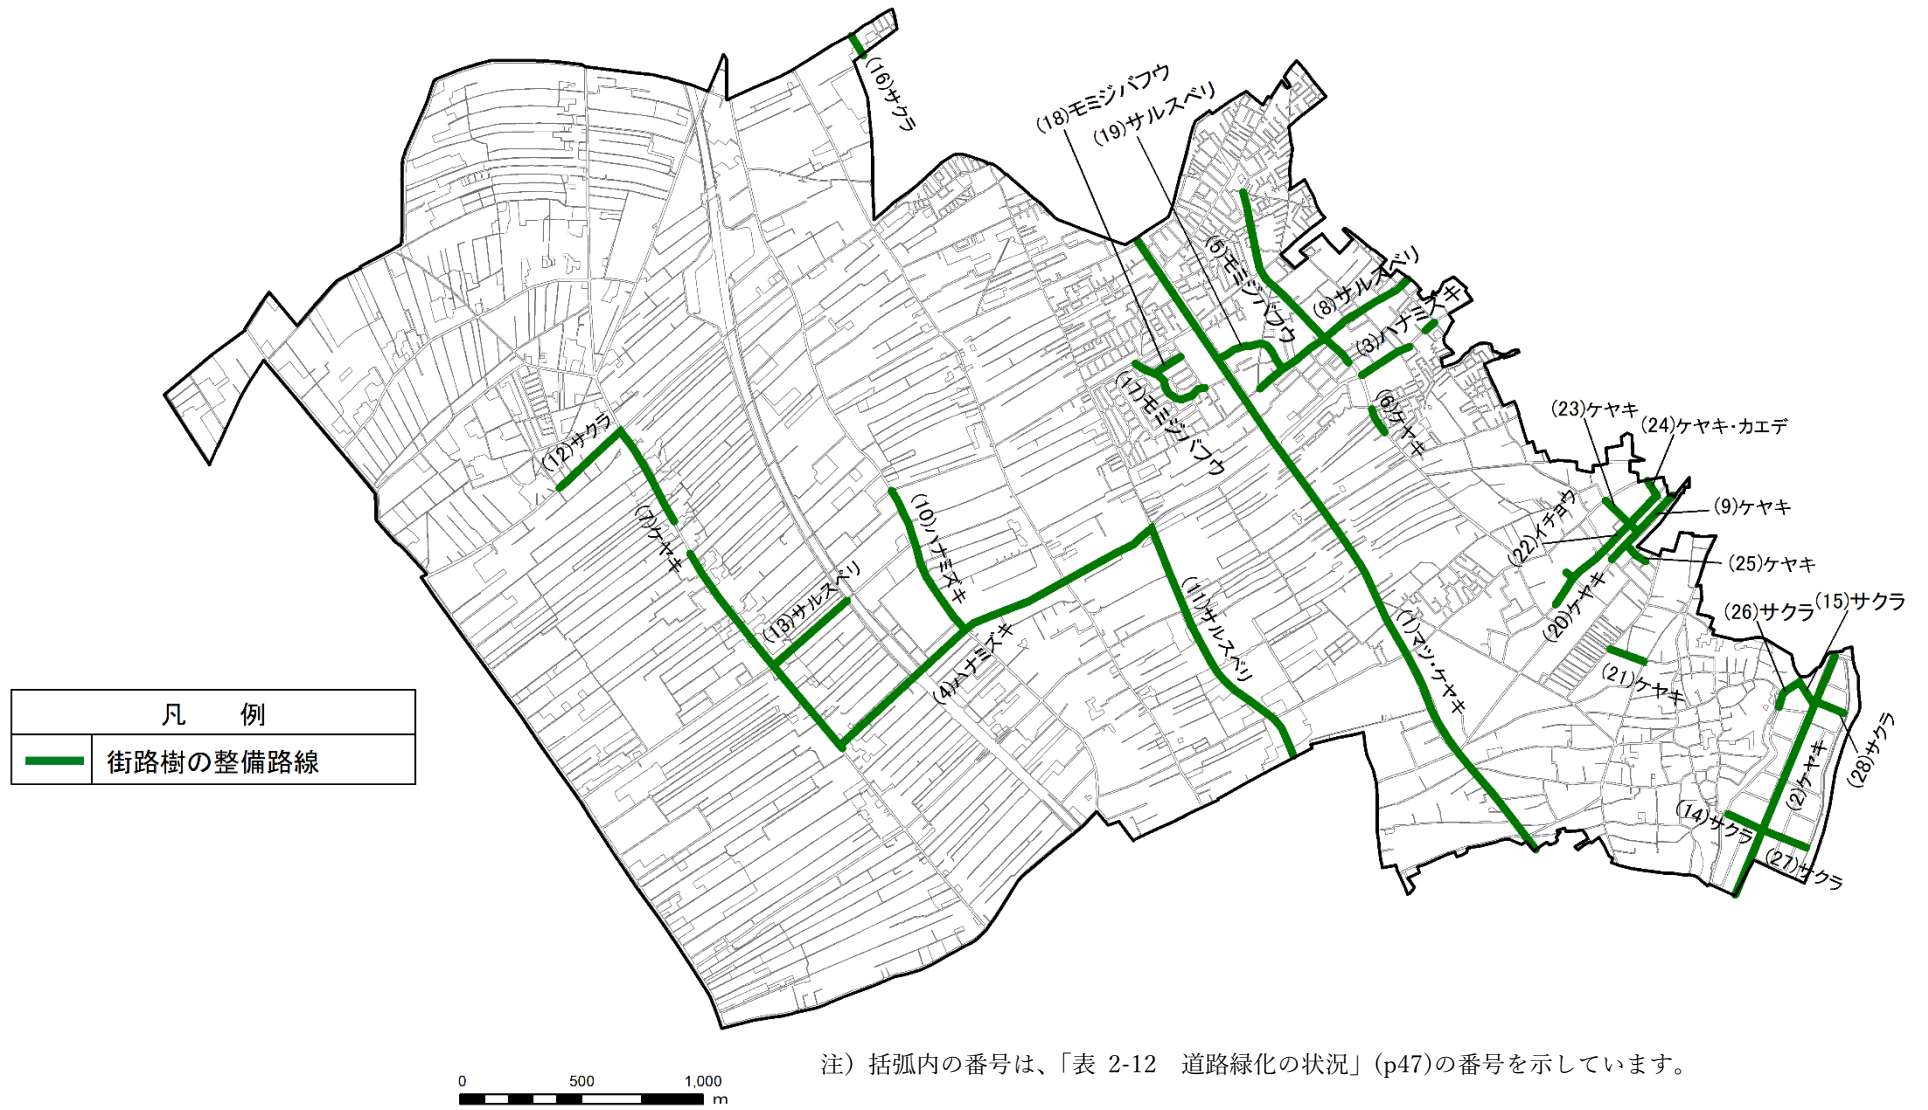 (16)サクラ
(18)モミジバフウ
(19)サルスベリ
(5)モミジバフウ
(8)サルスベリ
(3)ハナミズキ
(17)モミジバフウ
(6)ケヤキ
(12)サクラ
(7)ケヤキ
(10)ハナミズキ
(13)サルスベリ
(4)ハナミズキ
(11)サルスベリ
(1)マツ・ケヤキ
(23)ケヤキ
(24)ケヤキ・カエデ
(9)ケヤキ
(22)イチョウ
(25)ケヤキ
(20)ケヤキ
(26)サクラ
(15)サクラ
(21)ケヤキ
(28)サクラ
(2)ケヤキ
(14)サクラ
(27)サクラ
凡 例
街路樹の整備路線
注）括弧内の番号は、「表 2-12 道路緑化の状況」(p47)の番号を示しています。
0 500 1,000
m